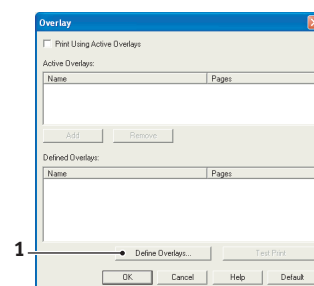 Overlay
Print Using Active Overlays
Active Overlays:
Name Pages
Add Remove
Defined Overlays:
Name Pages
1 Define Overlays... Test Print
OK Cancel Help Default